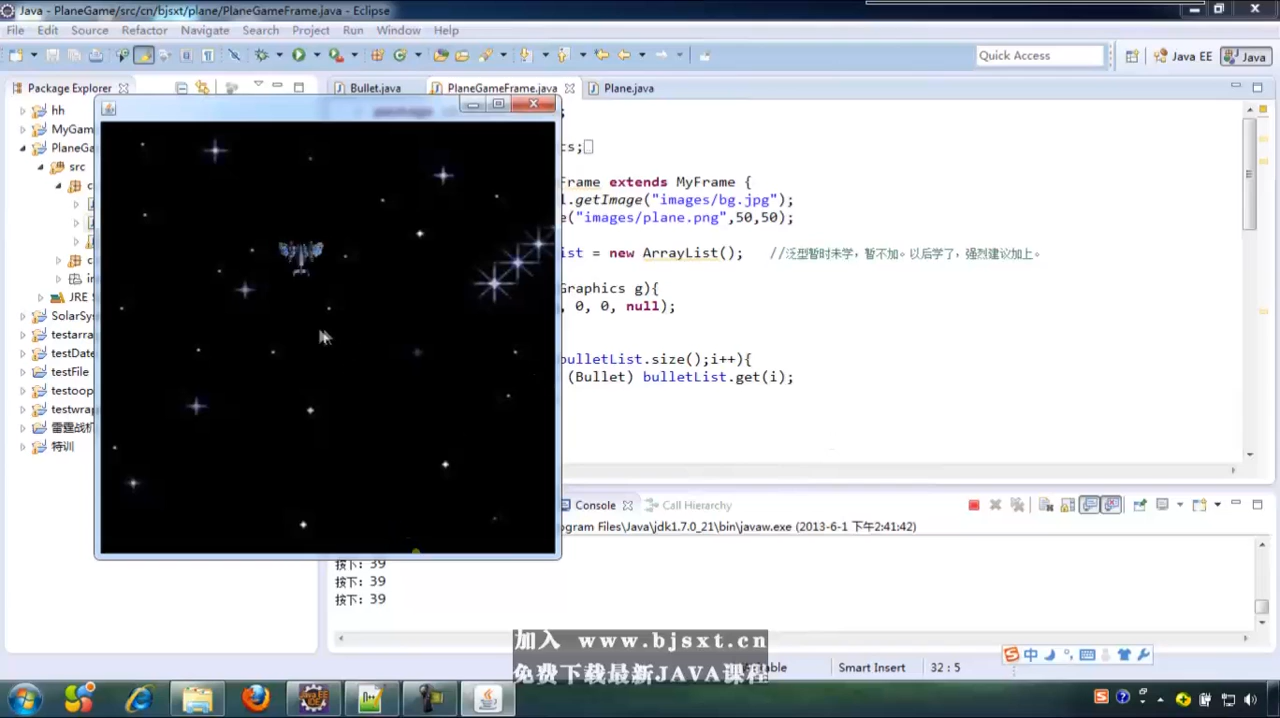 Java - PlaneGame/src/cn/bjsxt/plane/PlaneGameFrame.java - Eclipse
File Edit Source Refactor Navigate Search Project Run Window Help
Quick Access
Java EE
Java
Package Explorer
Bullet.java
PlaneGameFrame.java
Plane.java
hh
MyGam
PlaneGa
src
JRE S
SolarSys
testarra
testDate
testFile
testoop
testwrap
雷霆战机
特训
cs;
Frame extends MyFrame {
l.getImage("images/bg.jpg");
e("images/plane.png",50,50);
ist = new ArrayList(); //泛型暂时未学，暂不加。以后学了，强烈建议加上。
Graphics g){
, 0, 0, null);
bulletList.size();i++){
(Bullet) bulletList.get(i);
Console
Call Hierarchy
ogram Files\Java\jdk1.7.0_21\bin\javaw.exe (2013-6-1 下午2:41:42)
按下：39
按下：39
按下：39
加入 www.bjsxt.cn
免费下载最新JAVA课程
Smart Insert
32 : 5
中